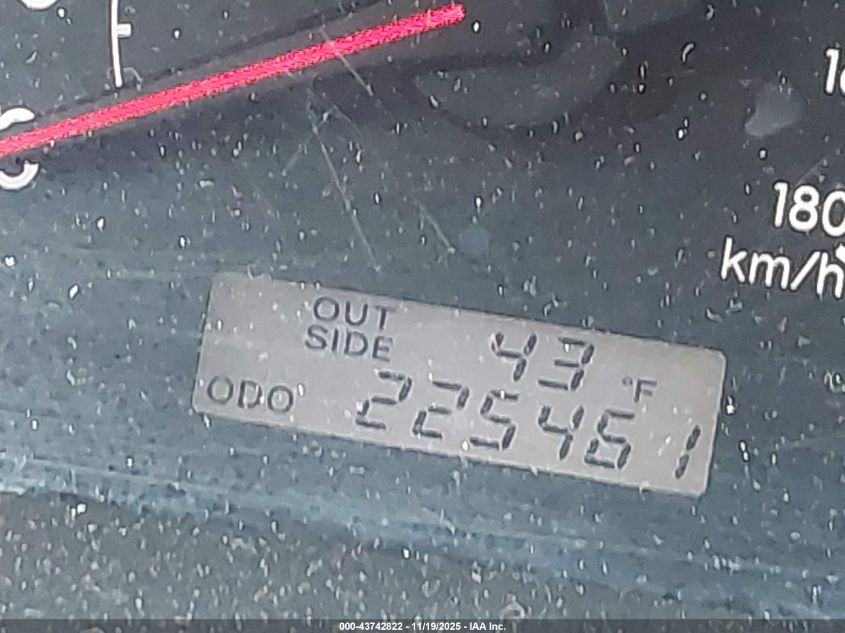 180
km/h
OUT
SIDE
43 °F
ODO 225461
000-43742822 - 11/19/2025 - IAA Inc.